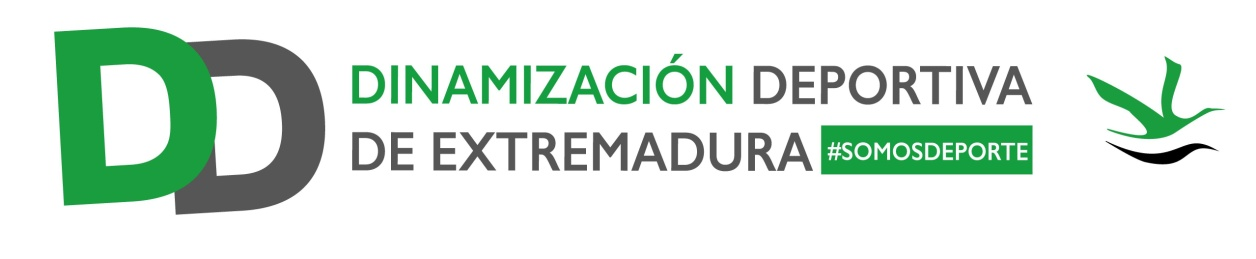 DD
DINAMIZACIÓN DEPORTIVA
DE EXTREMADURA #SOMOSDEPORTE